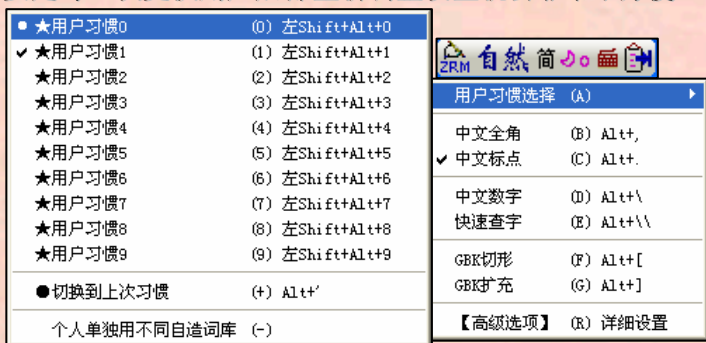 ★用户习惯0 (0) 左Shift+Alt+0
★用户习惯1 (1) 左Shift+Alt+1
★用户习惯2 (2) 左Shift+Alt+2
★用户习惯3 (3) 左Shift+Alt+3
★用户习惯4 (4) 左Shift+Alt+4
★用户习惯5 (5) 左Shift+Alt+5
★用户习惯6 (6) 左Shift+Alt+6
★用户习惯7 (7) 左Shift+Alt+7
★用户习惯8 (8) 左Shift+Alt+8
★用户习惯9 (9) 左Shift+Alt+9
●切换到上次习惯 (+) Alt+'
个人单独用不同自造词库 (-)
ZRM 自然 简
用户习惯选择 (A)
中文全角 (B) Alt+,
中文标点 (C) Alt+.
中文数字 (D) Alt+\
快速查字 (E) Alt+\\
GBK切形 (F) Alt+[
GBK扩充 (G) Alt+]
【高级选项】 (R) 详细设置